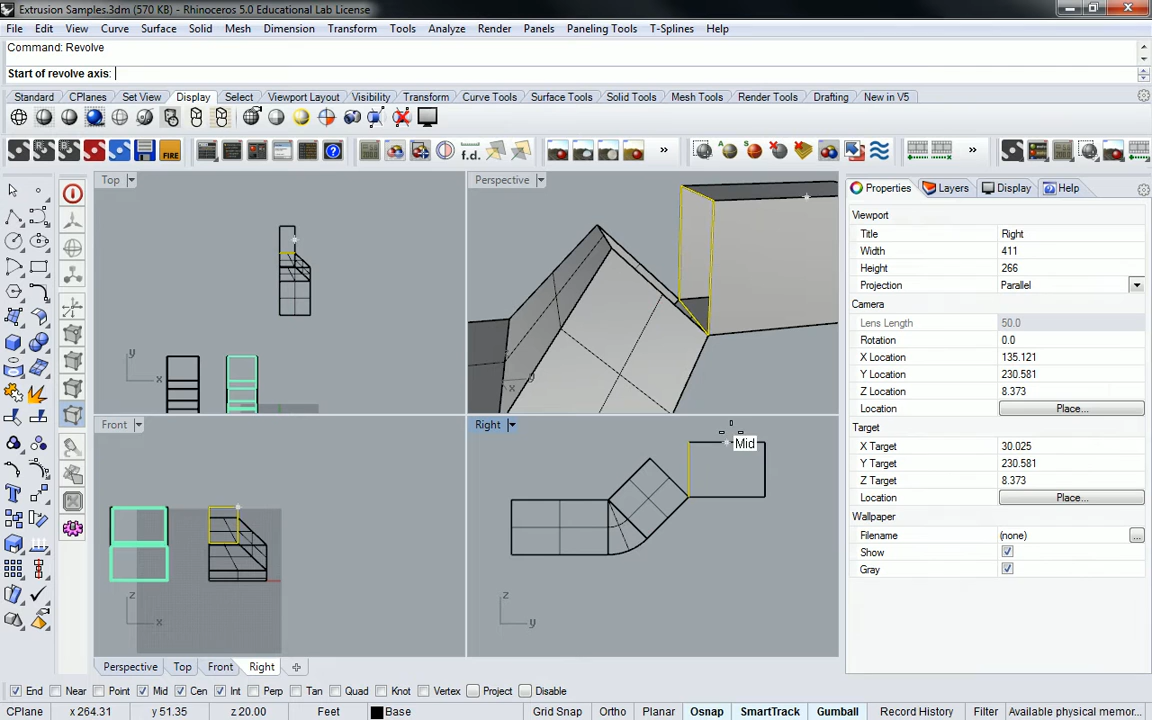 Extrusion Samples.3dm (570 KB) - Rhinoceros 5.0 Educational Lab License
File Edit View Curve Surface Solid Mesh Dimension Transform Tools Analyze Render Panels Paneling Tools T-Splines Help
Command: Revolve
Start of revolve axis:
Standard CPlanes Set View Display Select Viewport Layout Visibility Transform Curve Tools Surface Tools Solid Tools Mesh Tools Render Tools Drafting New in V5
FIRE f.d. » »
Top
Perspective
Properties Layers Display Help
Viewport
Title Right
Width 411
Height 266
Projection Parallel
Camera
Lens Length 50.0
Rotation 0.0
X Location 135.121
Y Location 230.581
Z Location 8.373
Location Place...
Target
X Target 30.025
Y Target 230.581
Z Target 8.373
Location Place...
Wallpaper
Filename (none) ...
Show
Gray
y
x
x y
Front
Right
Mid
z
x
z
y
Perspective Top Front Right
End Near Point Mid Cen Int Perp Tan Quad Knot Vertex Project Disable
CPlane x 264.31 y 51.35 z 20.00 Feet Base Grid Snap Ortho Planar Osnap SmartTrack Gumball Record History Filter Available physical memor...